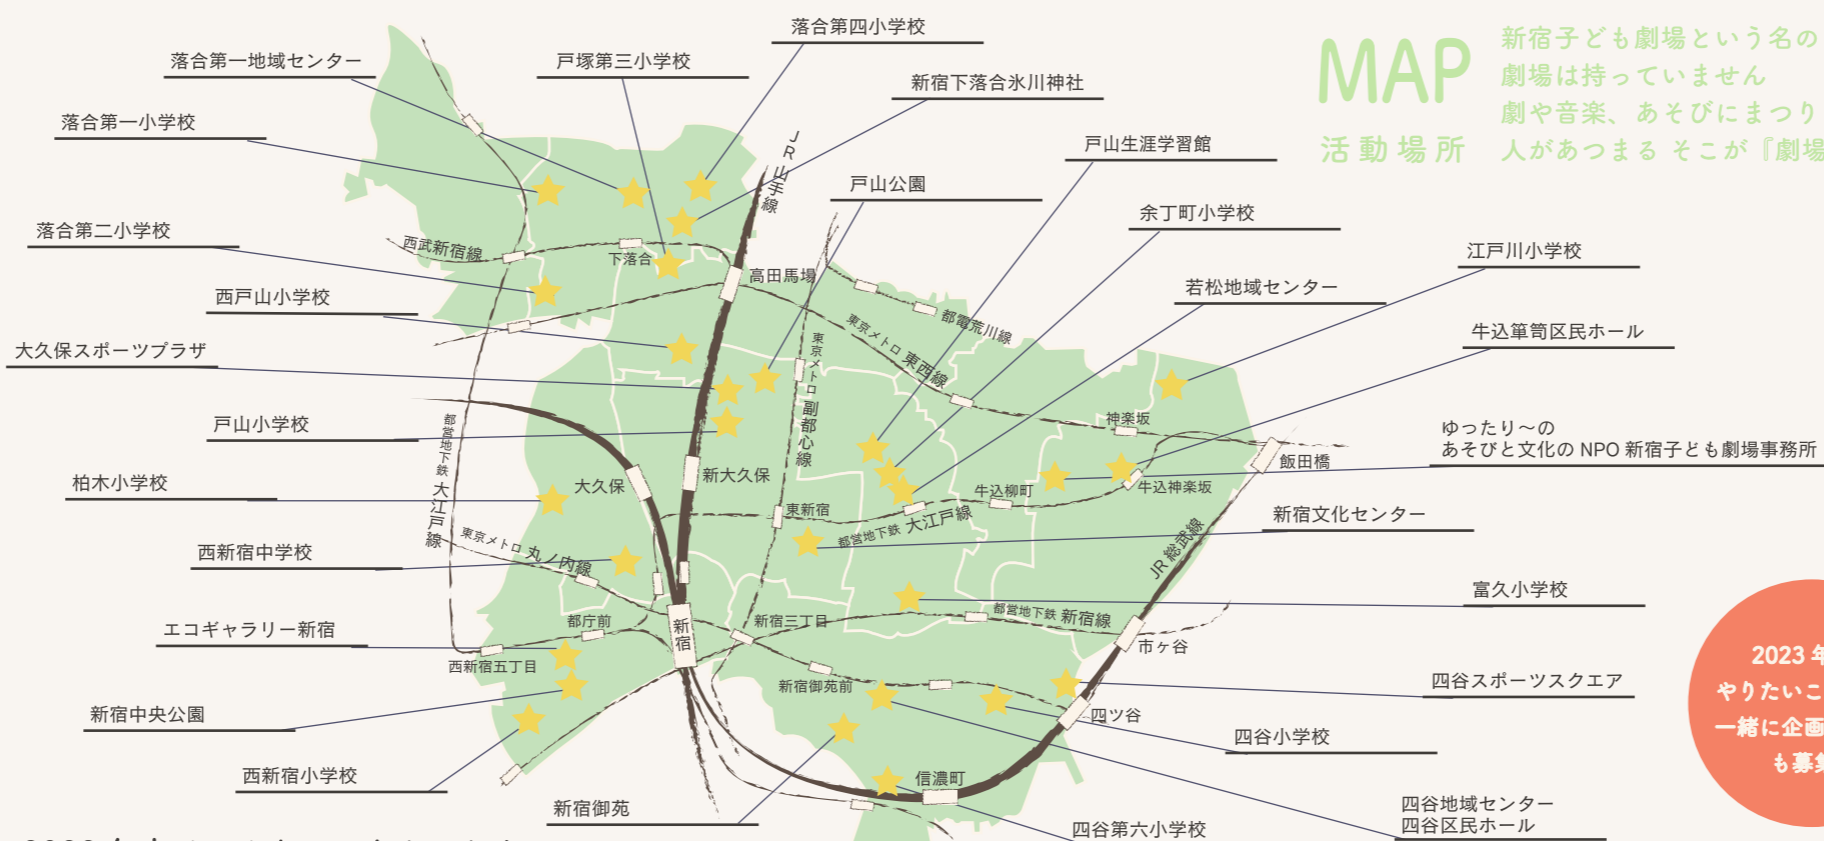 MAP
活動場所
新宿子ども劇場という名の
劇場は持っていません
劇や音楽、あそびにまつり
人があつまる そこが『劇場
落合第四小学校
落合第一地域センター
戸塚第三小学校
新宿下落合氷川神社
落合第一小学校
戸山生涯学習館
戸山公園
余丁町小学校
落合第二小学校
江戸川小学校
西戸山小学校
若松地域センター
牛込箪笥区民ホール
大久保スポーツプラザ
戸山小学校
ゆったり〜の
あそびと文化の NPO 新宿子ども劇場事務所
柏木小学校
新宿文化センター
西新宿中学校
富久小学校
エコギャラリー新宿
四谷スポーツスクエア
新宿中央公園
四谷小学校
西新宿小学校
新宿御苑
四谷地域センター
四谷区民ホール
四谷第六小学校
JR 山手線
西武新宿線
下落合
高田馬場
都電荒川線
東京メトロ 東西線
東京メトロ 副都心線
神楽坂
飯田橋
都営地下鉄 大江戸線
大久保
新大久保
牛込柳町
牛込神楽坂
東新宿
都営地下鉄 大江戸線
東京メトロ 丸ノ内線
JR 総武線
都庁前
新宿
新宿三丁目
都営地下鉄 新宿線
市ヶ谷
西新宿五丁目
新宿御苑前
四ツ谷
信濃町
2023 年
やりたいこ
一緒に企画
も募集